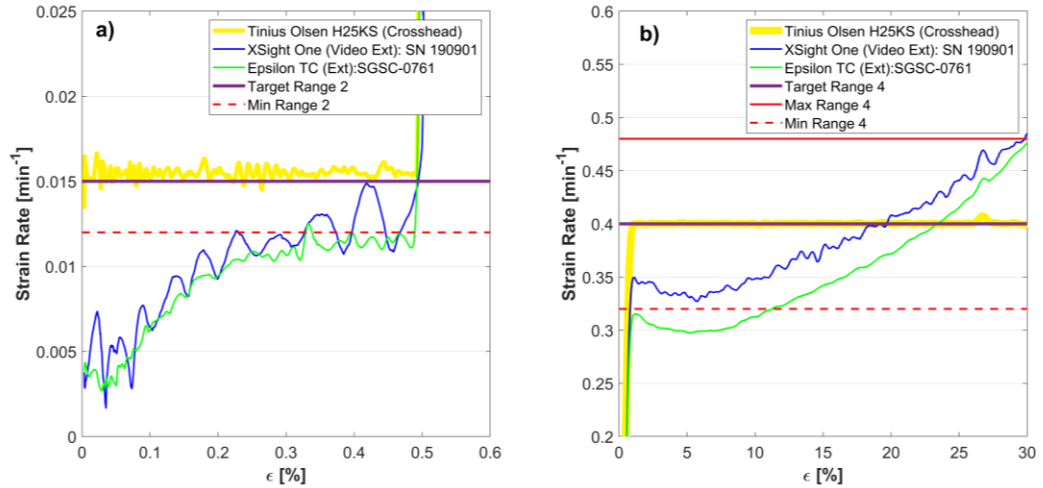 a)
Tinius Olsen H25KS (Crosshead)
XSight One (Video Ext): SN 190901
Epsilon TC (Ext):SGSC-0761
Target Range 2
Min Range 2
0.025
0.02
0.015
0.01
0.005
0
Strain Rate [min⁻¹]
0
0.1
0.2
0.3
0.4
0.5
0.6
ϵ [%]
b)
Tinius Olsen H25KS (Crosshead)
XSight One (Video Ext): SN 190901
Epsilon TC (Ext):SGSC-0761
Target Range 4
Max Range 4
Min Range 4
0.6
0.55
0.5
0.45
0.4
0.35
0.3
0.25
0.2
Strain Rate [min⁻¹]
0
5
10
15
20
25
30
ϵ [%]